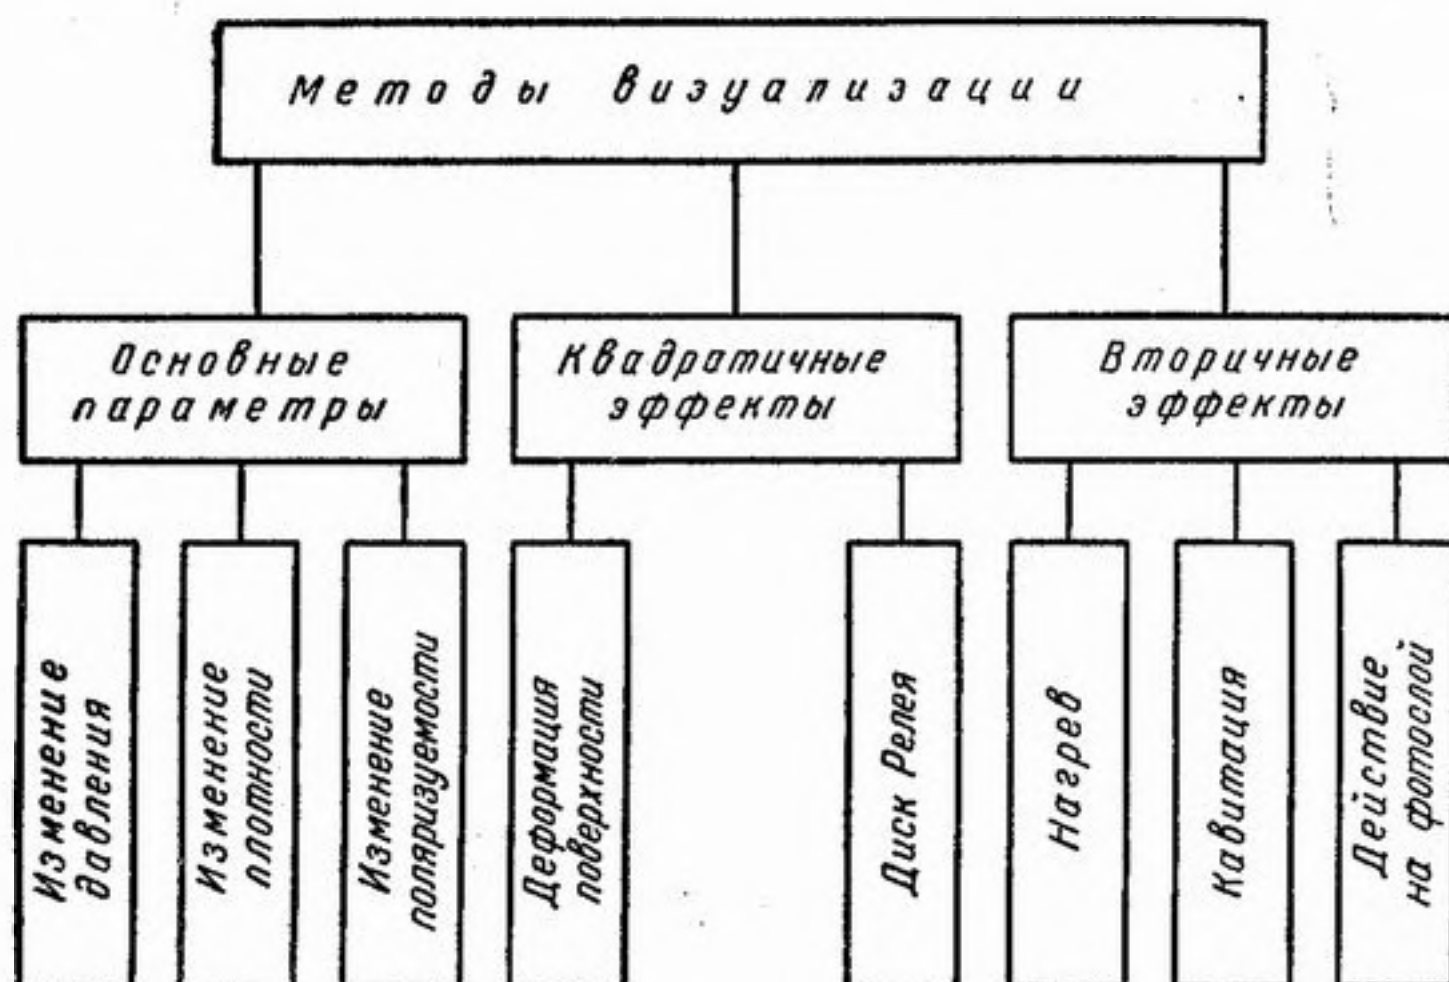 Методы визуализации
Основные
параметры
Квадратичные
эффекты
Вторичные
эффекты
Изменение
давления
Изменение
плотности
Изменение
поляризуемости
Деформация
поверхности
Диск Релея
Нагрев
Кавитация
Действие
на фотослой